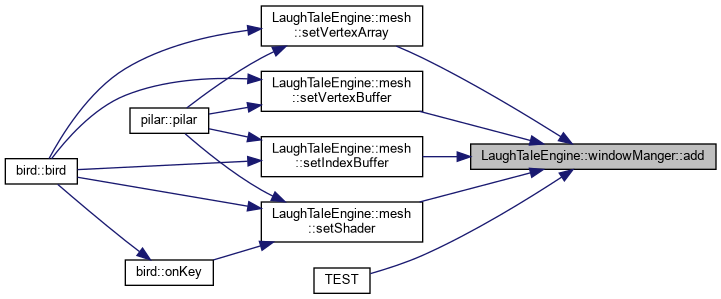 LaughTaleEngine::mesh
::setVertexArray
LaughTaleEngine::mesh
::setVertexBuffer
pilar::pilar
LaughTaleEngine::mesh
::setIndexBuffer
LaughTaleEngine::windowManger::add
bird::bird
LaughTaleEngine::mesh
::setShader
bird::onKey
TEST